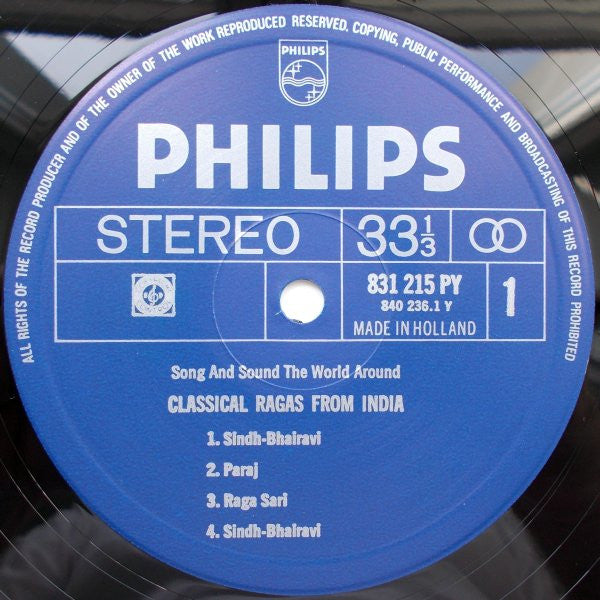 ALL RIGHTS OF THE RECORD PRODUCER AND OF THE OWNER OF THE WORK REPRODUCED RESERVED. COPYING, PUBLIC PERFORMANCE AND BROADCASTING OF THIS RECORD PROHIBITED
PHILIPS
PHILIPS
STEREO 33 1/3
831 215 PY 1
840 236.1 Y
MADE IN HOLLAND
Song And Sound The World Around
CLASSICAL RAGAS FROM INDIA
1. Sindh-Bhairavi
2. Paraj
3. Raga Sari
4. Sindh-Bhairavi